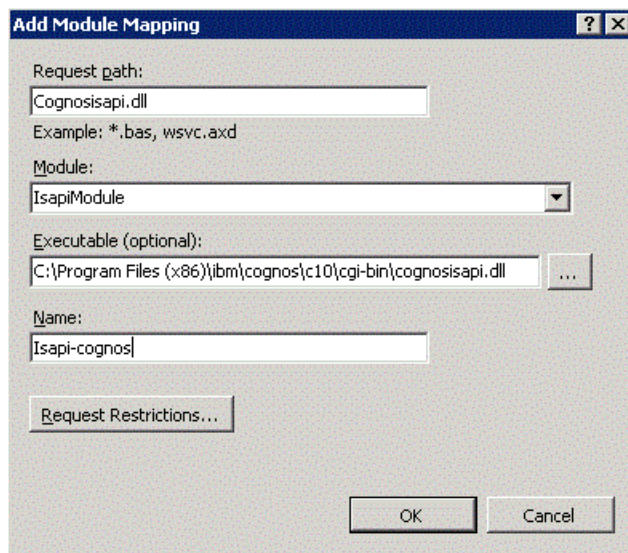 Add Module Mapping
Request path:
Cognosisapi.dll
Example: *.bas, wsvc.axd
Module:
IsapiModule
Executable (optional):
C:\Program Files (x86)\ibm\cognos\c10\cgi-bin\cognosisapi.dll
...
Name:
Isapi-cognos
Request Restrictions...
OK Cancel